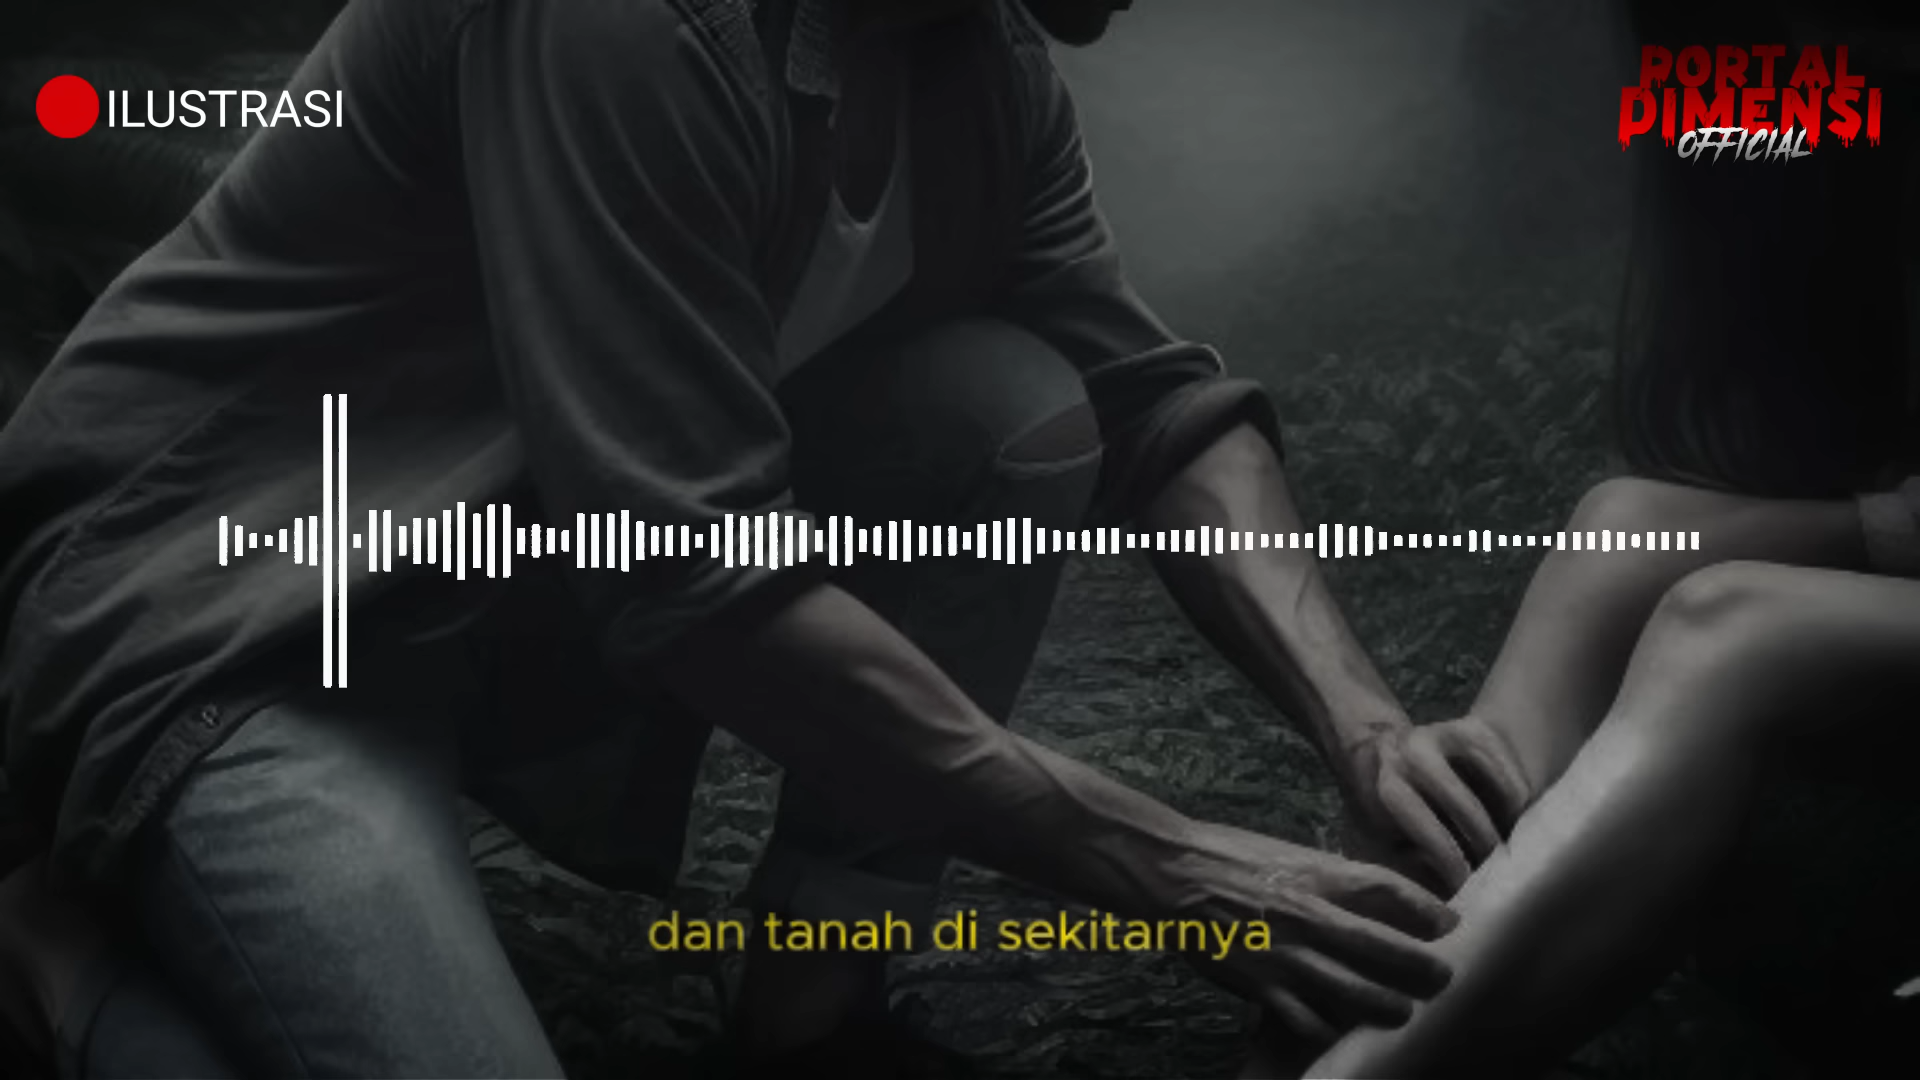 ILUSTRASI
PORTAL
DIMENSI
OFFICIAL
dan tanah di sekitarnya